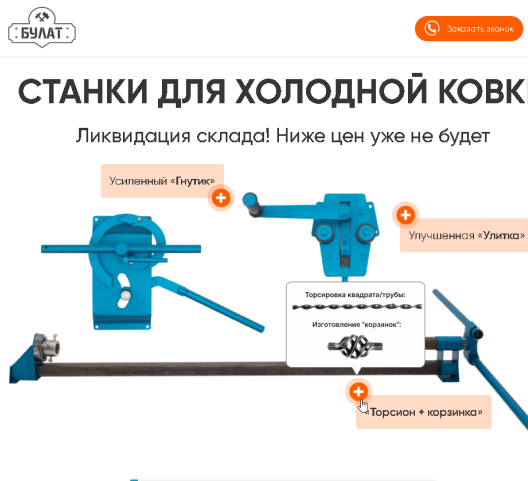 БУЛАТ
Заказать звонок
СТАНКИ ДЛЯ ХОЛОДНОЙ КОВК
Ликвидация склада! Ниже цен уже не будет
Усиленный «Гнутик»
Улучшенная «Улитка»
Торсировка квадрата/трубы:
Изготовление "корзинок":
«Торсион + корзинка»